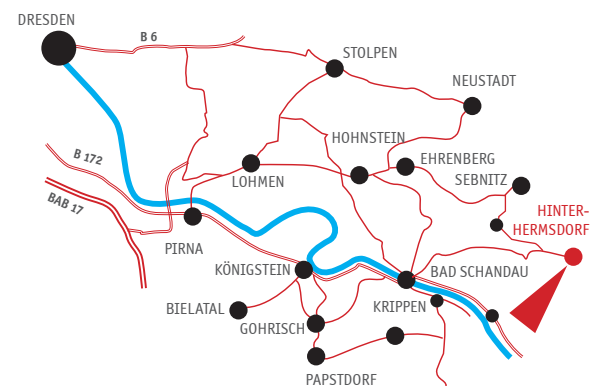 DRESDEN
B 6
STOLPEN
NEUSTADT
HOHNSTEIN
B 172
EHRENBERG
LOHMEN
SEBNITZ
BAB 17
HINTER-
HERMSDORF
PIRNA
KÖNIGSTEIN
BAD SCHANDAU
BIELATAL
KRIPPEN
GOHRISCH
PAPSTDORF